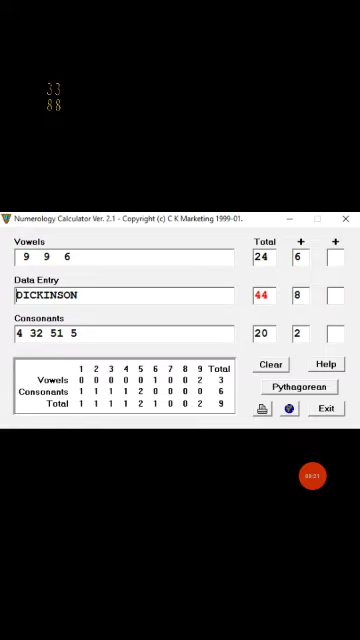 33
88
Numerology Calculator Ver. 2.1 - Copyright (c) C K Marketing 1999-01.
Vowels Total + +
9 9 6 24 6
Data Entry
DICKINSON 44 8
Consonants
4 32 51 5 20 2
1 2 3 4 5 6 7 8 9 Total
Vowels 0 0 0 0 0 1 0 0 2 3
Consonants 1 1 1 1 2 0 0 0 0 6
Total 1 1 1 1 2 1 0 0 2 9
Clear Help
Pythagorean
Exit
00:21